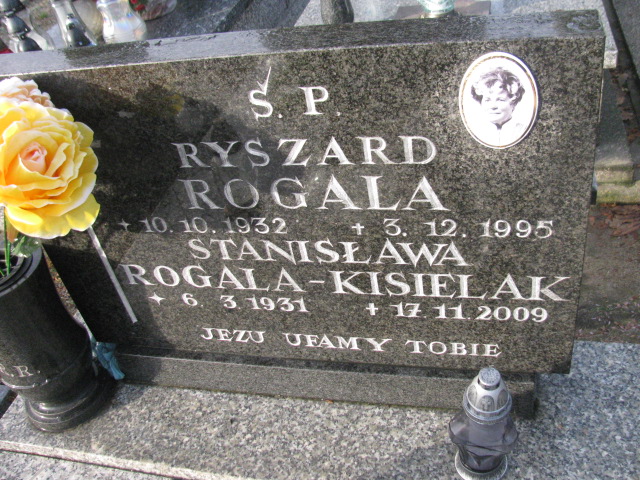 Ś. P.
RYSZARD
ROGALA
* 10. 10. 1932 + 3. 12. 1995
STANISŁAWA
ROGALA-KISIELAK
* 6. 3. 1931 + 17. 11. 2009
JEZU UFAMY TOBIE
R.